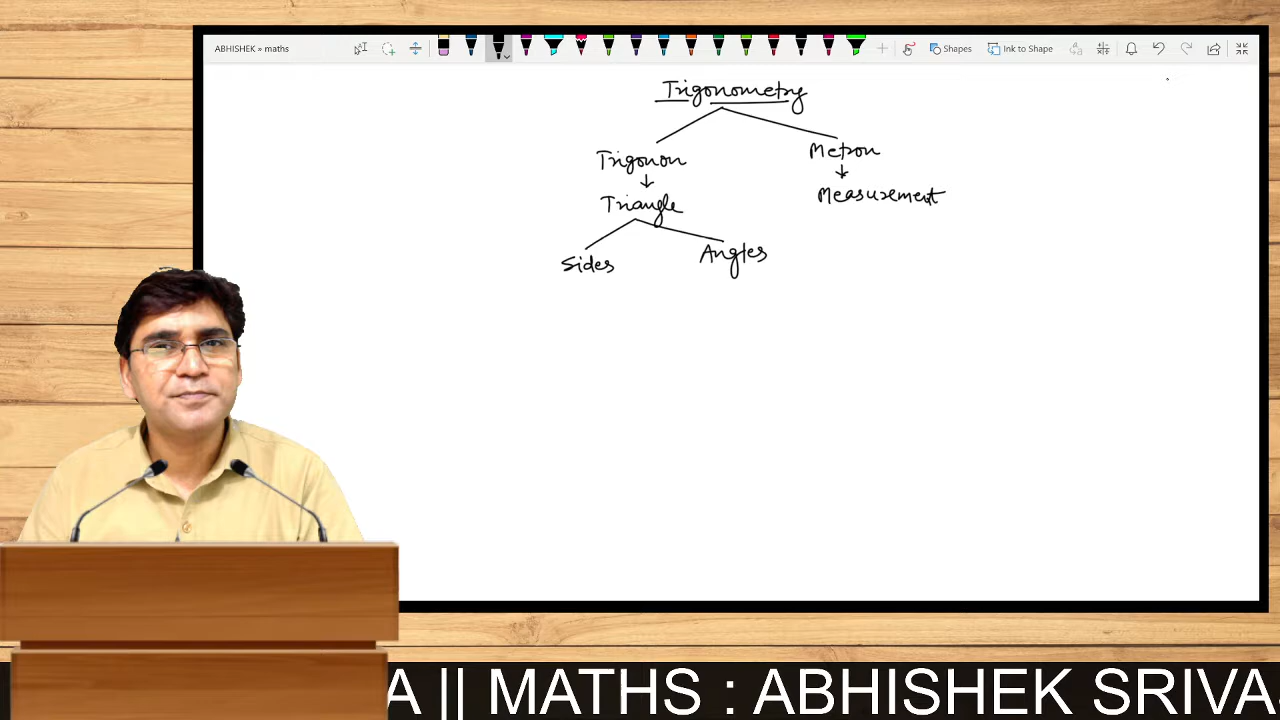 ABHISHEK » maths
Shapes
Ink to Shape
Trigonometry
Trigonon
Metron
Triangle
Measurement
Sides
Angles
A || MATHS : ABHISHEK SRIVA